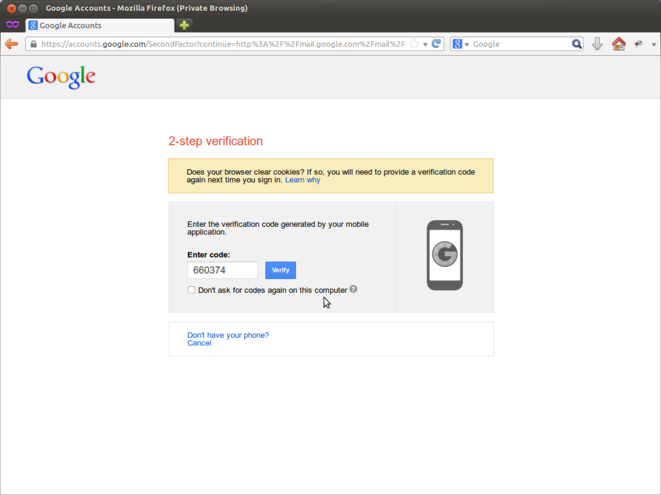 Google Accounts - Mozilla Firefox (Private Browsing)
Google Accounts
https://accounts.google.com/SecondFactor?continue=http%3A%2F%2Fmail.google.com%2Fmail%2F
Google
Google
2-step verification
Does your browser clear cookies? If so, you will need to provide a verification code
again next time you sign in. Learn why
Enter the verification code generated by your mobile
application.
Enter code:
660374 Verify
Don't ask for codes again on this computer ?
Don't have your phone?
Cancel